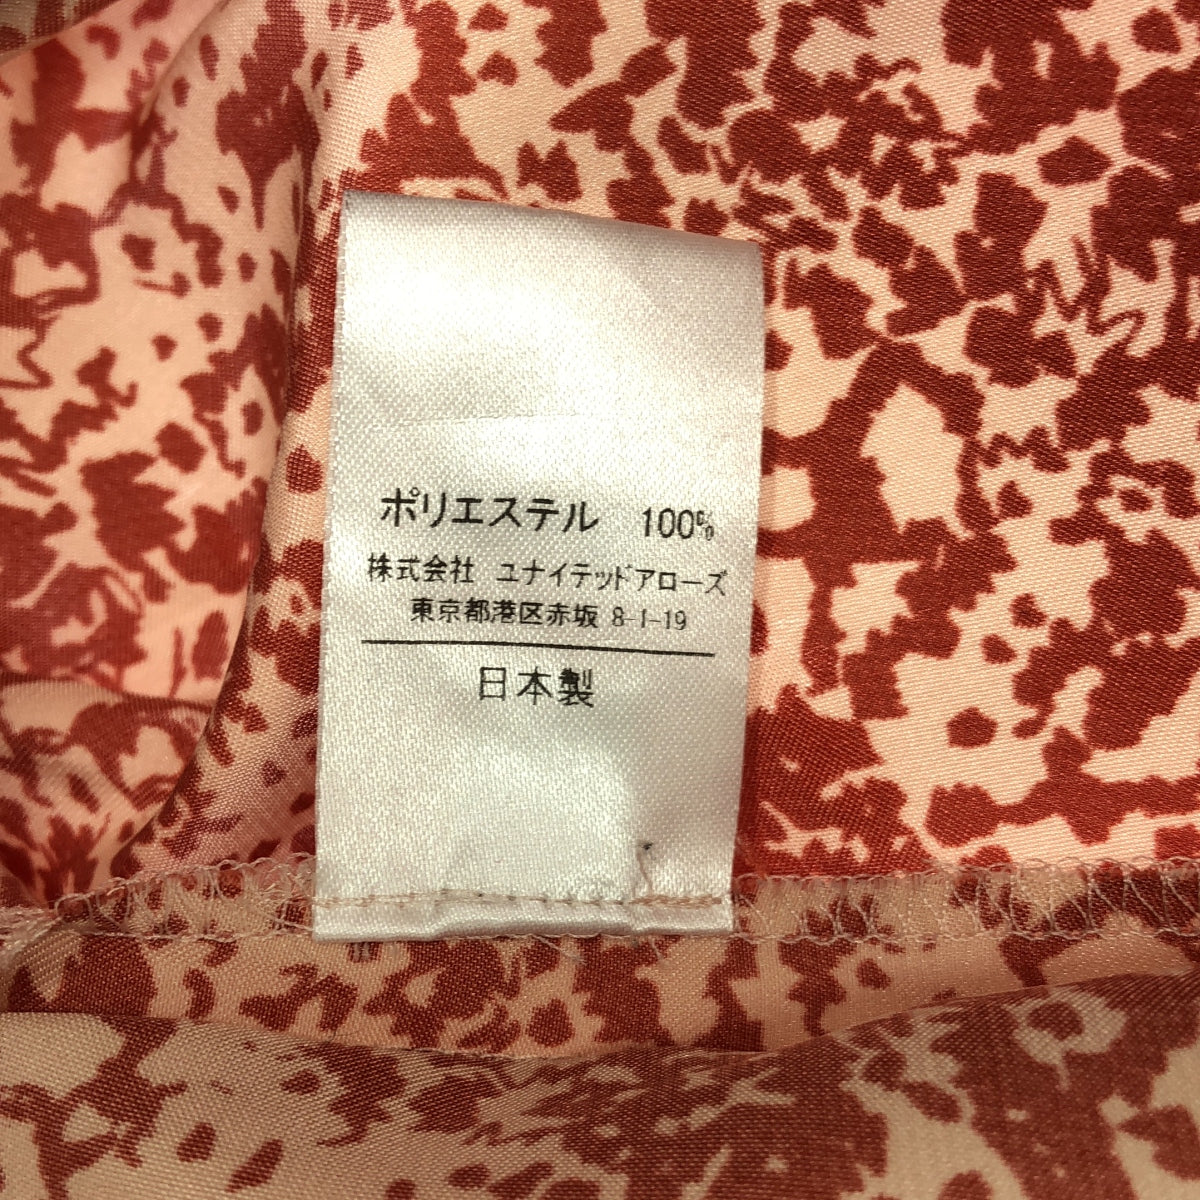 ポリエステル 100%
株式会社 ユナイテッドアローズ
東京都港区赤坂 8-1-19
日本製